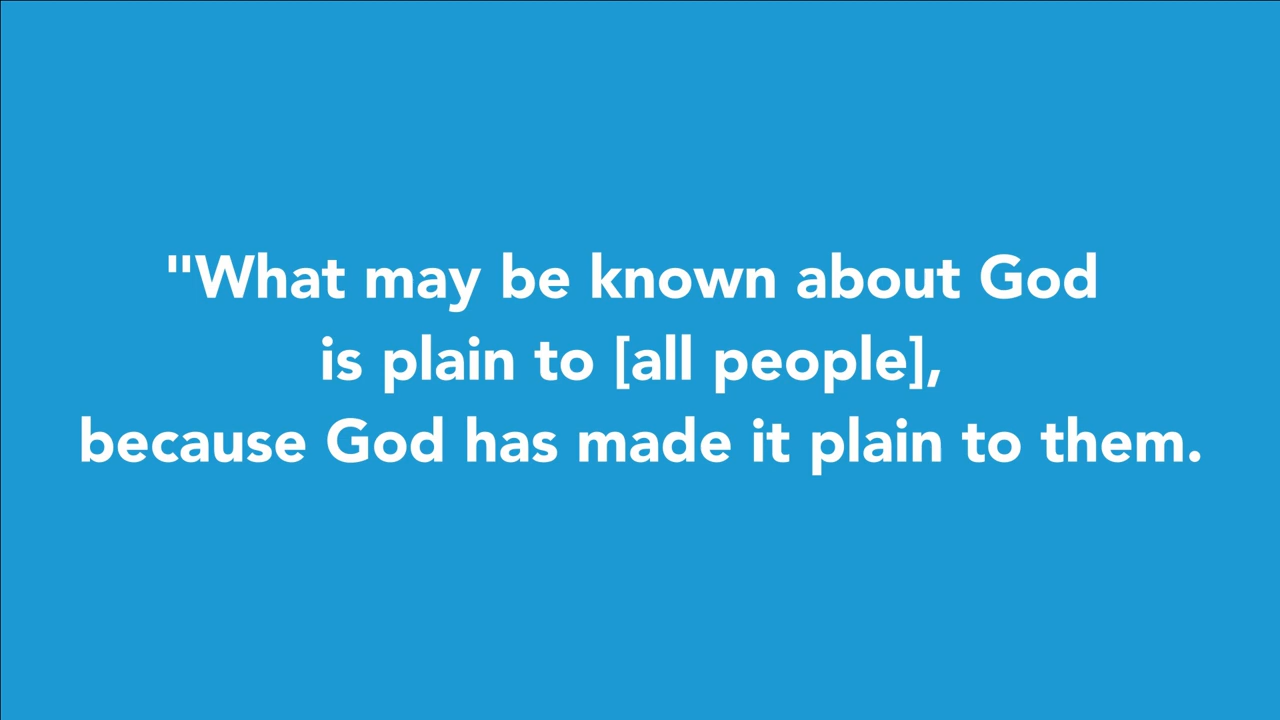 "What may be known about God
is plain to [all people],
because God has made it plain to them.